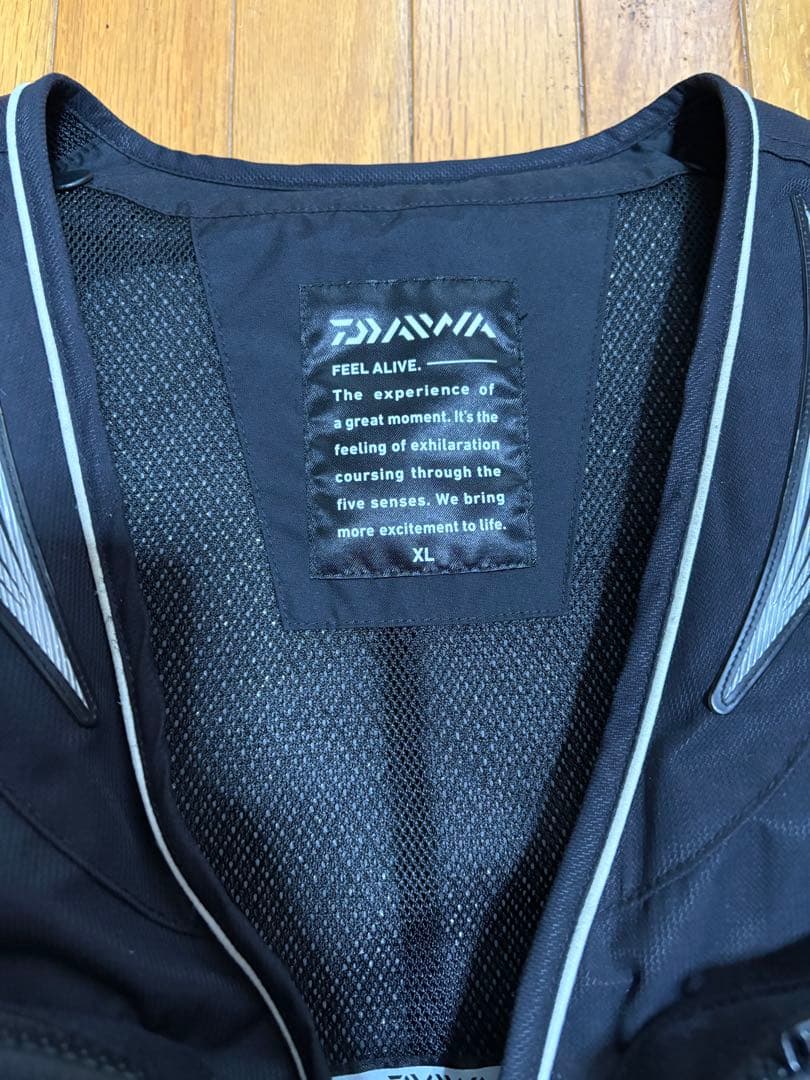 DAIWA
FEEL ALIVE.
The experience of
a great moment. It's the
feeling of exhilaration
coursing through the
five senses. We bring
more excitement to life.
XL